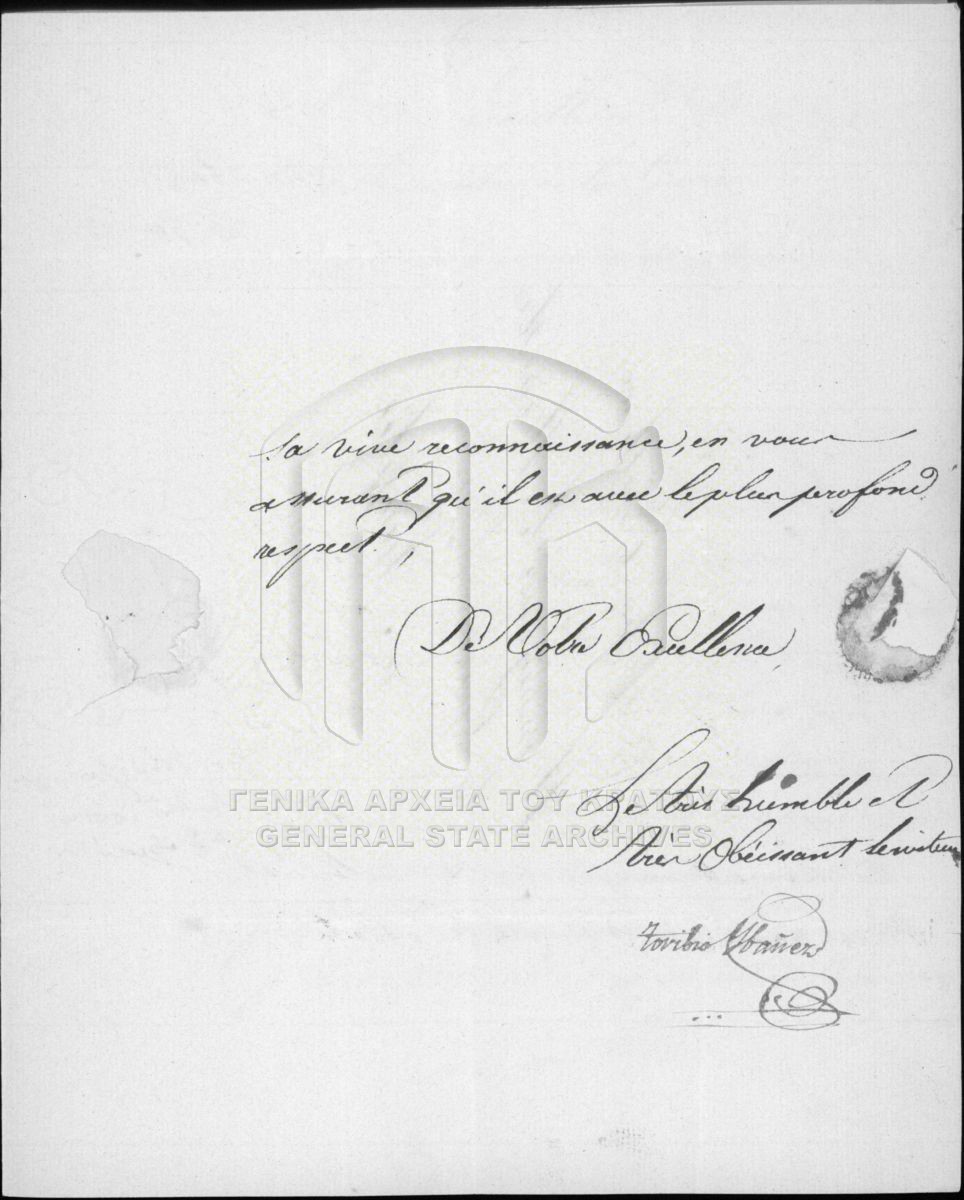 sa vive reconnaissance, en vous
assurant qu'il est avec le plus profond
respect,
De Votre Excellence,
Le très humble et
très Obéissant Serviteur
Toribio Ybañez
ΓΕΝΙΚΑ ΑΡΧΕΙΑ ΤΟΥ ΚΡΑΤΟΥΣ
GENERAL STATE ARCHIVES